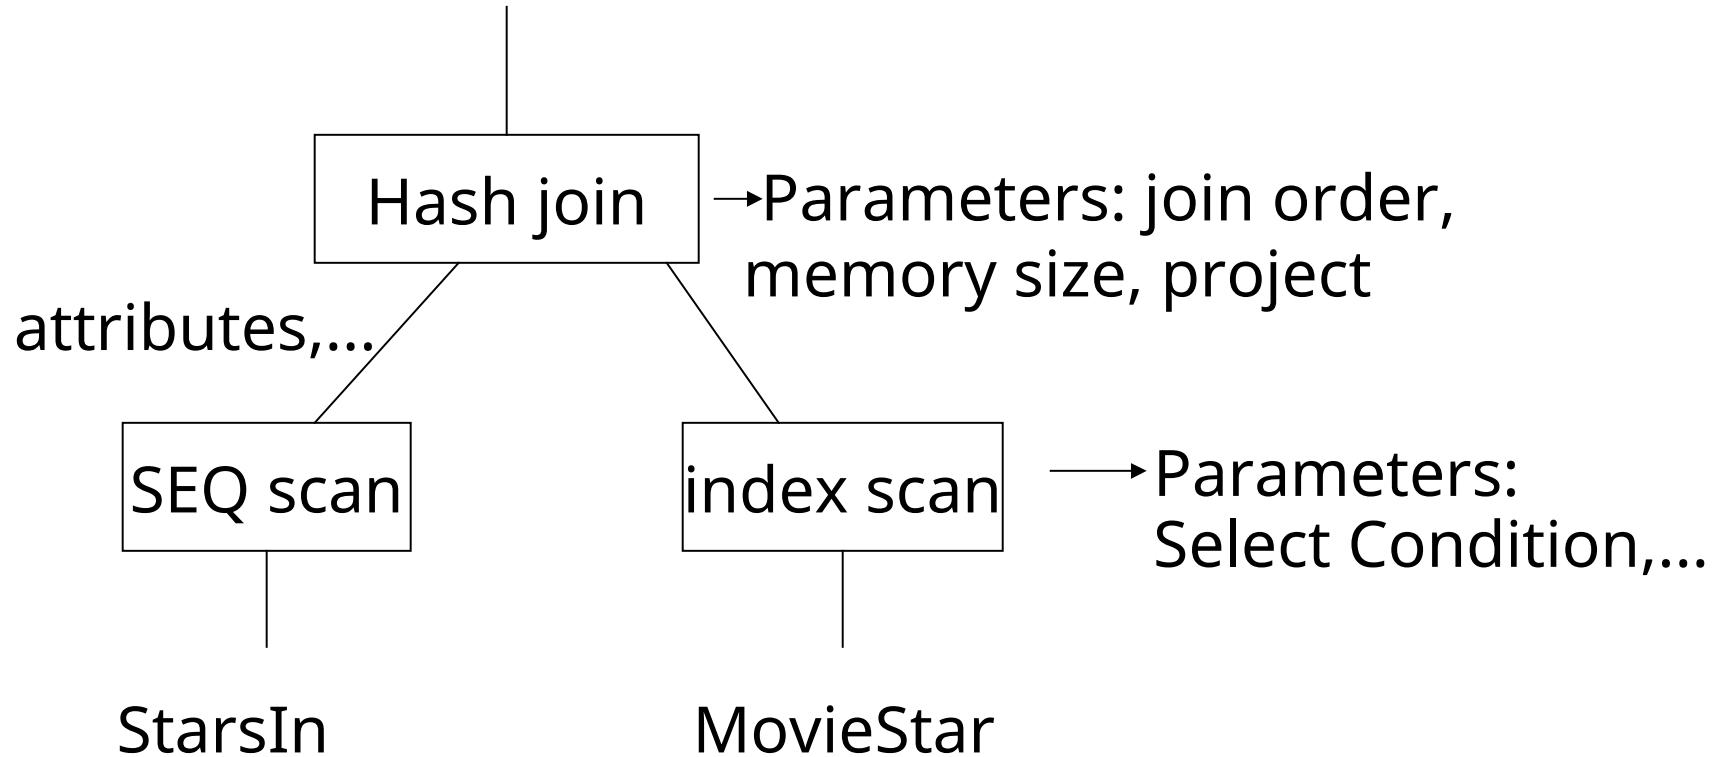 Hash join
Parameters: join order,
memory size, project
attributes,...
SEQ scan
index scan
Parameters:
Select Condition,...
StarsIn
MovieStar